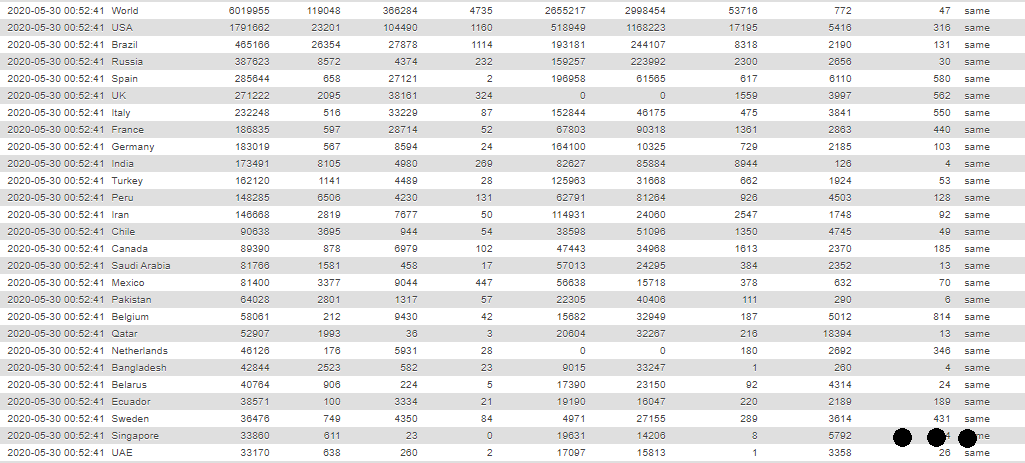 2020-05-30 00:52:41 World 6019955 119048 366284 4735 2655217 2998454 53716 772 47 same
2020-05-30 00:52:41 USA 1791662 23201 104490 1160 518949 1168223 17195 5416 316 same
2020-05-30 00:52:41 Brazil 465166 26354 27878 1114 193181 244107 8318 2190 131 same
2020-05-30 00:52:41 Russia 387623 8572 4374 232 159257 223992 2300 2656 30 same
2020-05-30 00:52:41 Spain 285644 658 27121 2 196958 61565 617 6110 580 same
2020-05-30 00:52:41 UK 271222 2095 38161 324 0 0 1559 3997 562 same
2020-05-30 00:52:41 Italy 232248 516 33229 87 152844 46175 475 3841 550 same
2020-05-30 00:52:41 France 186835 597 28714 52 67803 90318 1361 2863 440 same
2020-05-30 00:52:41 Germany 183019 567 8594 24 164100 10325 729 2185 103 same
2020-05-30 00:52:41 India 173491 8105 4980 269 82627 85884 8944 126 4 same
2020-05-30 00:52:41 Turkey 162120 1141 4489 28 125963 31668 662 1924 53 same
2020-05-30 00:52:41 Peru 148285 6506 4230 131 62791 81264 926 4503 128 same
2020-05-30 00:52:41 Iran 146668 2819 7677 50 114931 24060 2547 1748 92 same
2020-05-30 00:52:41 Chile 90638 3695 944 54 38598 51096 1350 4745 49 same
2020-05-30 00:52:41 Canada 89390 878 6979 102 47443 34968 1613 2370 185 same
2020-05-30 00:52:41 Saudi Arabia 81766 1581 458 17 57013 24295 384 2352 13 same
2020-05-30 00:52:41 Mexico 81400 3377 9044 447 56638 15718 378 632 70 same
2020-05-30 00:52:41 Pakistan 64028 2801 1317 57 22305 40406 111 290 6 same
2020-05-30 00:52:41 Belgium 58061 212 9430 42 15682 32949 187 5012 814 same
2020-05-30 00:52:41 Qatar 52907 1993 36 3 20604 32267 216 18394 13 same
2020-05-30 00:52:41 Netherlands 46126 176 5931 28 0 0 180 2692 346 same
2020-05-30 00:52:41 Bangladesh 42844 2523 582 23 9015 33247 1 260 4 same
2020-05-30 00:52:41 Belarus 40764 906 224 5 17390 23150 92 4314 24 same
2020-05-30 00:52:41 Ecuador 38571 100 3334 21 19190 16047 220 2189 189 same
2020-05-30 00:52:41 Sweden 36476 749 4350 84 4971 27155 289 3614 431 same
2020-05-30 00:52:41 Singapore 33860 611 23 0 19631 14206 8 5792
2020-05-30 00:52:41 UAE 33170 638 260 2 17097 15813 1 3358 26 same